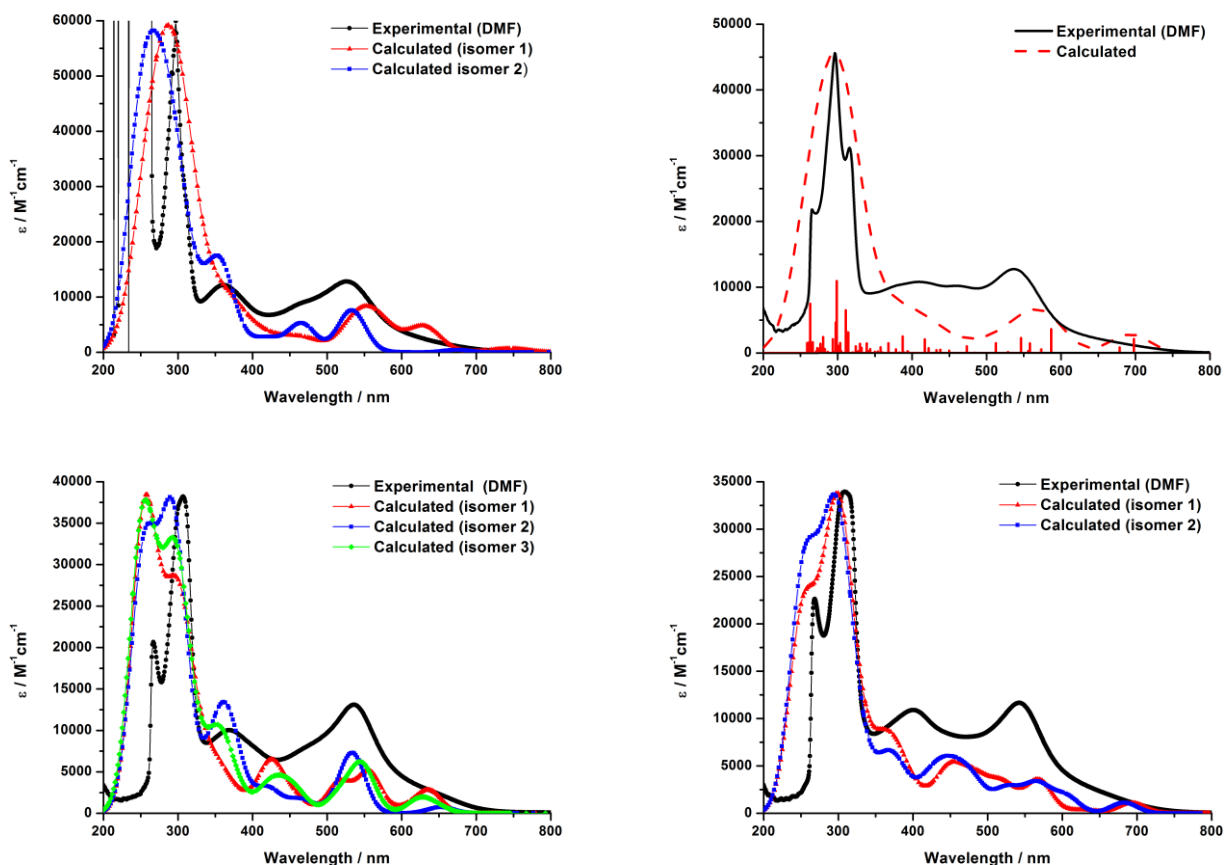 60000
50000
40000
30000
20000
10000
0
ε / M⁻¹cm⁻¹
Experimental (DMF)
Calculated (isomer 1)
Calculated isomer 2)
200 300 400 500 600 700 800
Wavelength / nm
50000
45000
40000
35000
30000
25000
20000
15000
10000
5000
0
ε / M⁻¹cm⁻¹
Experimental (DMF)
Calculated
200 300 400 500 600 700 800
Wavelength / nm
40000
35000
30000
25000
20000
15000
10000
5000
0
ε / M⁻¹cm⁻¹
Experimental (DMF)
Calculated (isomer 1)
Calculated (isomer 2)
Calculated (isomer 3)
200 300 400 500 600 700 800
Wavelength / nm
35000
30000
25000
20000
15000
10000
5000
0
ε / M⁻¹cm⁻¹
Experimental (DMF)
Calculated (isomer 1)
Calculated (isomer 2)
200 300 400 500 600 700 800
Wavelength / nm